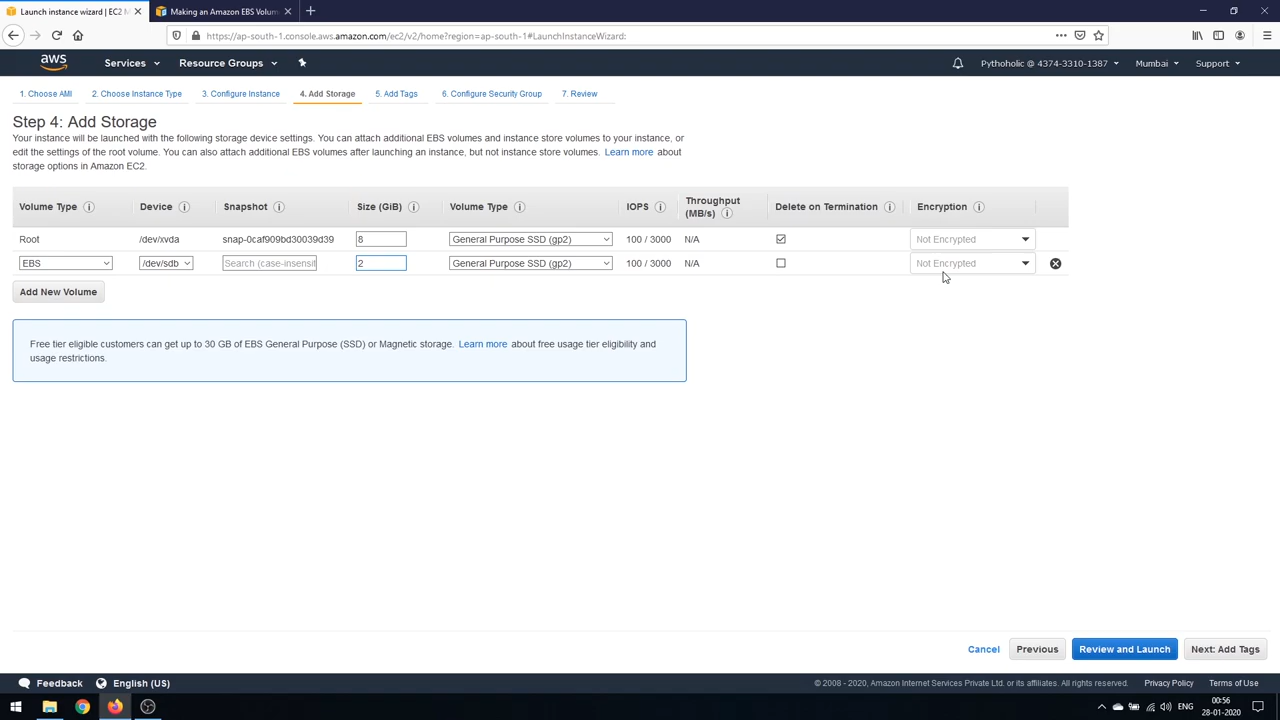 Launch instance wizard | EC2 M
Making an Amazon EBS Volum
https://ap-south-1.console.aws.amazon.com/ec2/v2/home?region=ap-south-1#LaunchInstanceWizard:
aws Services Resource Groups Pythoholic @ 4374-3310-1387 Mumbai Support
1. Choose AMI 2. Choose Instance Type 3. Configure Instance 4. Add Storage 5. Add Tags 6. Configure Security Group 7. Review
Step 4: Add Storage
Your instance will be launched with the following storage device settings. You can attach additional EBS volumes and instance store volumes to your instance, or
edit the settings of the root volume. You can also attach additional EBS volumes after launching an instance, but not instance store volumes. Learn more about
storage options in Amazon EC2.
Volume Type Device Snapshot Size (GiB) Volume Type IOPS Throughput (MB/s) Delete on Termination Encryption
Root /dev/xvda snap-0caf909bd30039d39 8 General Purpose SSD (gp2) 100 / 3000 N/A Not Encrypted
EBS /dev/sdb Search (case-insensit 2 General Purpose SSD (gp2) 100 / 3000 N/A Not Encrypted
Add New Volume
Free tier eligible customers can get up to 30 GB of EBS General Purpose (SSD) or Magnetic storage. Learn more about free usage tier eligibility and
usage restrictions.
Cancel Previous Review and Launch Next: Add Tags
Feedback English (US) © 2008 - 2020, Amazon Internet Services Private Ltd. or its affiliates. All rights reserved. Privacy Policy Terms of Use
ENG 00:56
28-01-2020